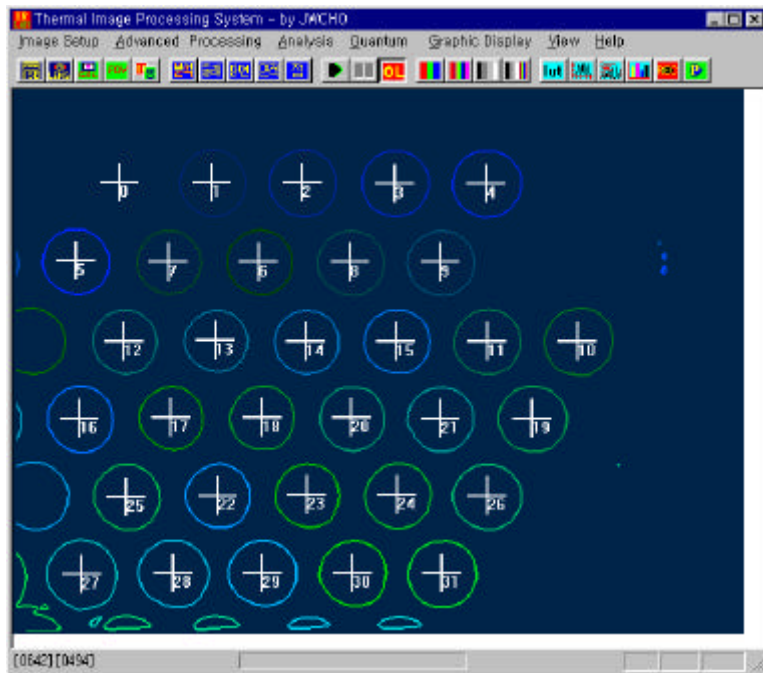 Thermal Image Processing System - by JWCHO
Image Setup Advanced Processing Analysis Quantum Graphic Display View Help
OL lut
0 1 2 3 4
5 7 6 8 9
12 13 14 15 11 10
16 17 18 20 21 19
25 22 23 24 26
27 28 29 30 31
[0642][0494]